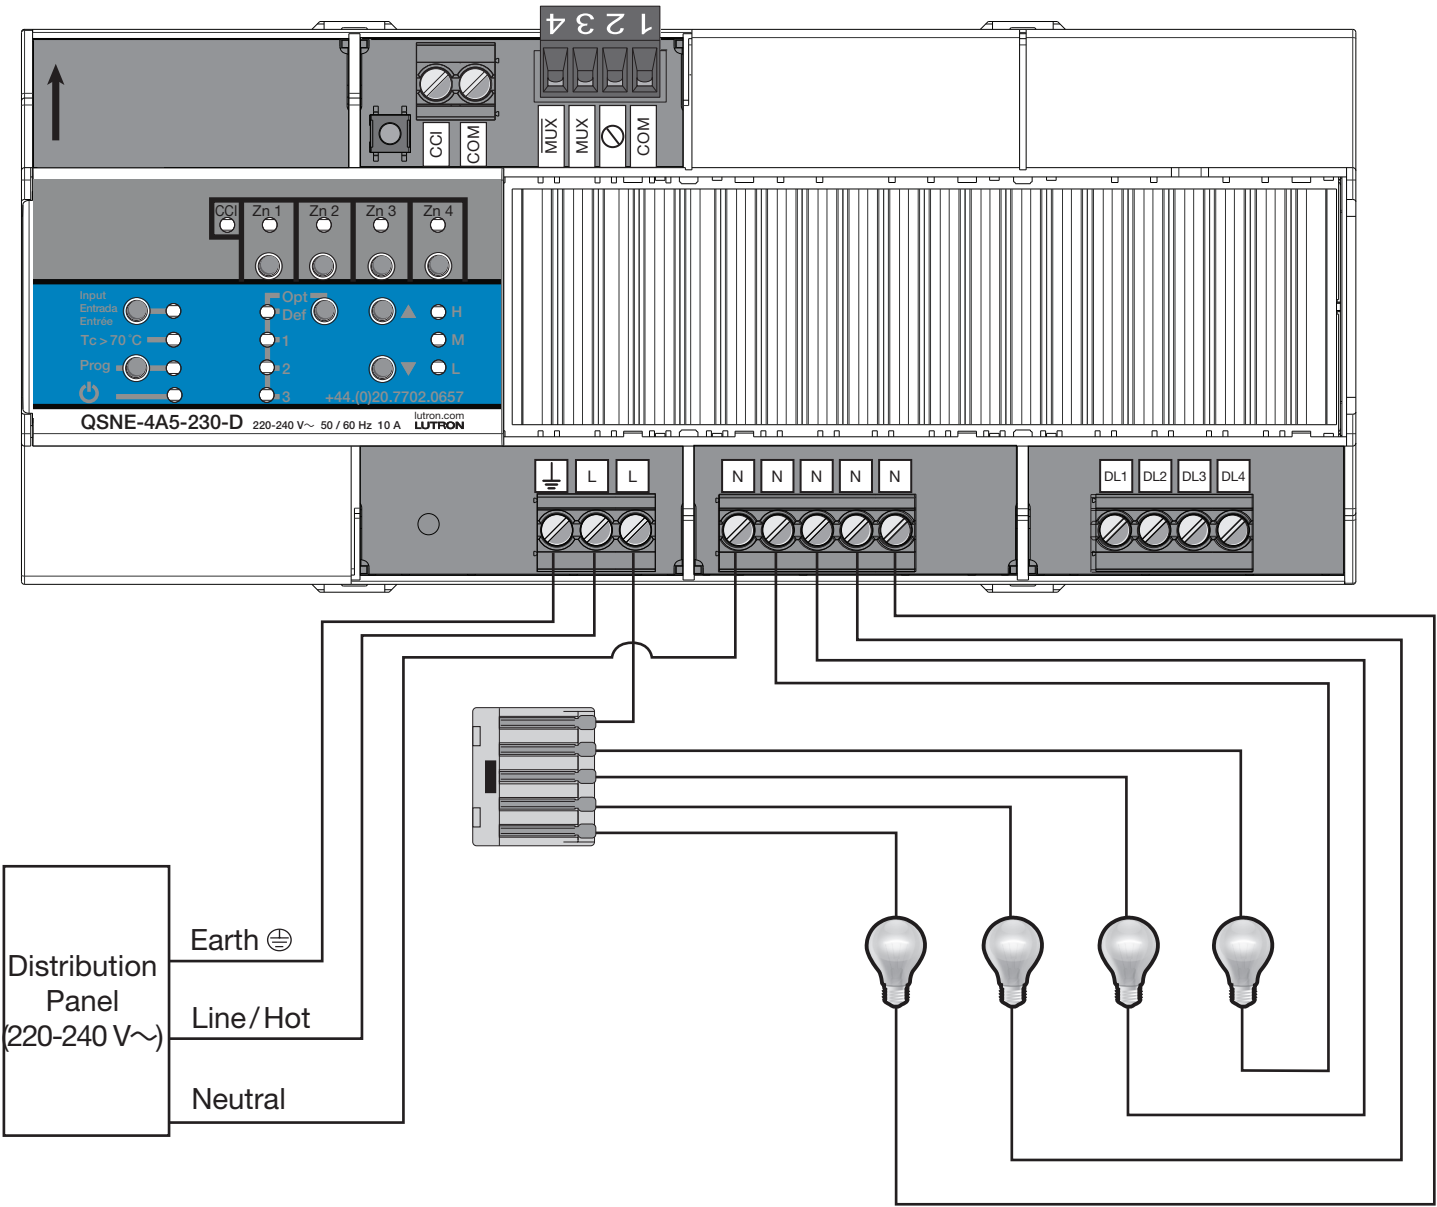 4 3 2 1
CCI
COM
MUX
MUX
COM
CCI Zn 1 Zn 2 Zn 3 Zn 4
Input
Entrada
Entrée
Opt
Def
H
Tc > 70 °C
1
M
Prog
2
L
3
+44.(0)20.7702.0657
QSNE-4A5-230-D 220-240 V~ 50 / 60 Hz 10 A
lutron.com
LUTRON
L L N N N N N DL1 DL2 DL3 DL4
Earth
Distribution
Panel
(220-240 V~)
Line/Hot
Neutral